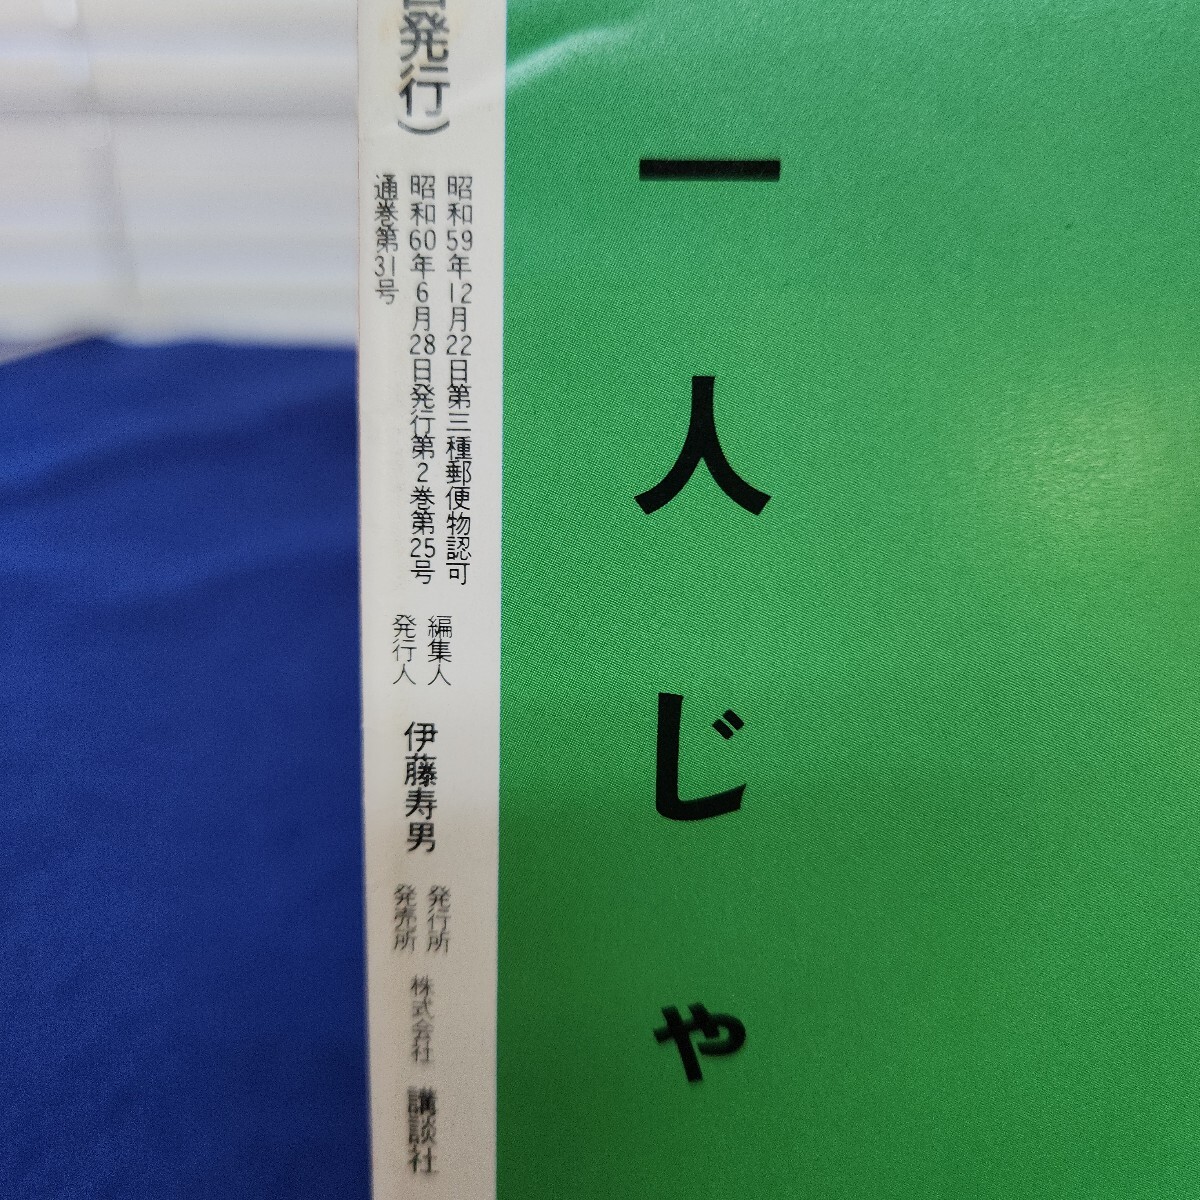 一人じゃ
日発行)
昭和59年12月22日第三種郵便物認可
昭和60年6月28日発行第2巻第25号
通巻第31号
編集人
発行人
伊藤寿男
発行所
発売所
株式会社
講談社